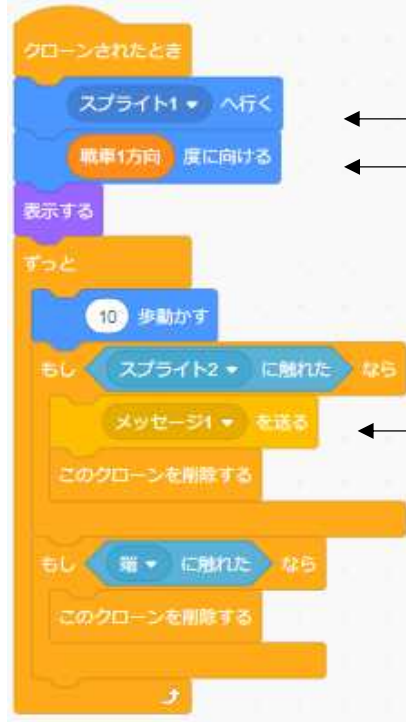 クローンされたとき
スプライト1 へ行く
戦車1方向 度に向ける
表示する
ずっと
10 歩動かす
もし スプライト2 に触れた なら
メッセージ1 を送る
このクローンを削除する
もし 端 に触れた なら
このクローンを削除する